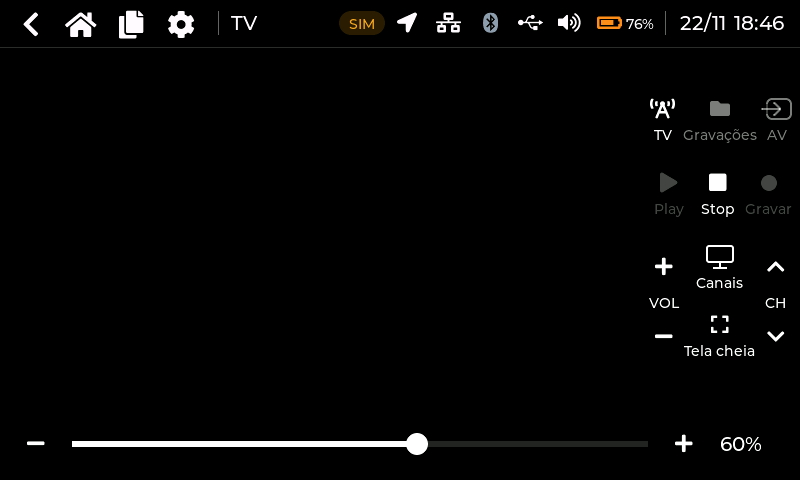 TV SIM 76% 22/11 18:46
TV Gravações AV
Play Stop Gravar
Canais
VOL CH
Tela cheia
60%